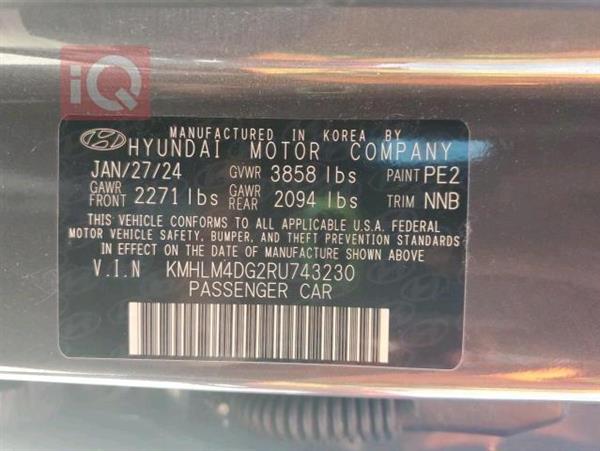 iQ
MANUFACTURED IN KOREA BY
HYUNDAI MOTOR COMPANY
JAN/27/24 GVWR 3858 lbs PAINT PE2
GAWR FRONT 2271 lbs GAWR REAR 2094 lbs TRIM NNB
THIS VEHICLE CONFORMS TO ALL APPLICABLE U.S.A. FEDERAL
MOTOR VEHICLE SAFETY, BUMPER, AND THEFT PREVENTION STANDARDS
IN EFFECT ON THE DATE OF MANUFACTURE SHOWN ABOVE
V.I.N KMHLM4DG2RU743230
PASSENGER CAR